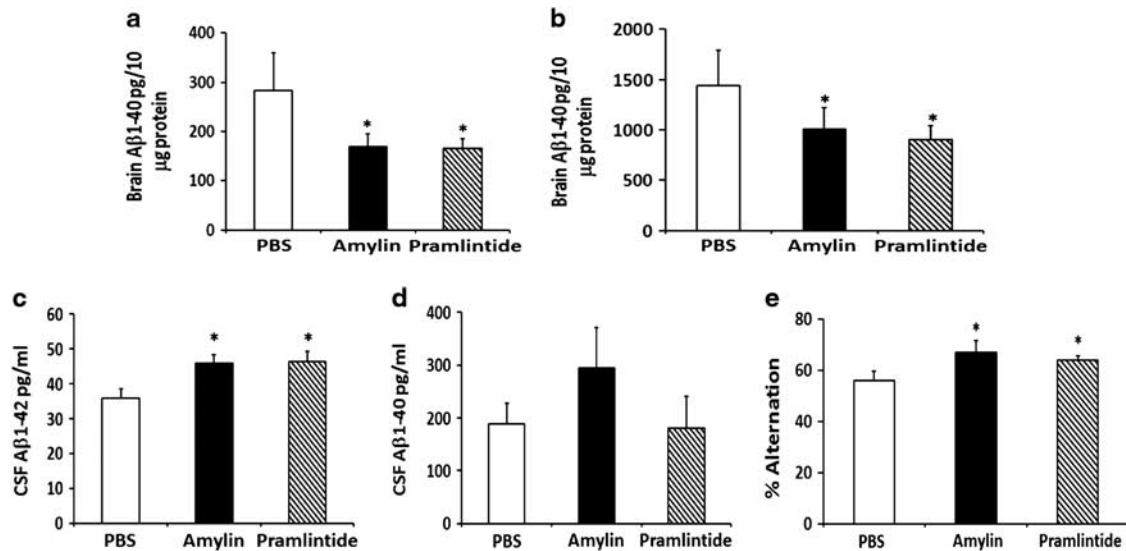 a
Brain Aβ1-40 pg/10
µg protein
400
300
200
100
0
*
*
PBS Amylin Pramlintide
b
Brain Aβ1-40 pg/10
µg protein
2000
1500
1000
500
0
*
*
PBS Amylin Pramlintide
c
CSF Aβ1-42 pg/ml
60
50
40
30
20
10
0
*
*
PBS Amylin Pramlintide
d
CSF Aβ1-40 pg/ml
400
300
200
100
0
PBS Amylin Pramlintide
e
% Alternation
80
60
40
20
0
*
*
PBS Amylin Pramlintide